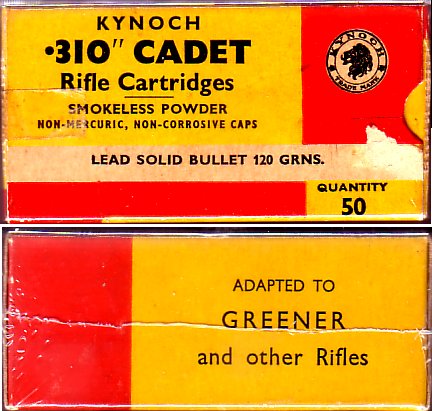 KYNOCH
·310" CADET
Rifle Cartridges
SMOKELESS POWDER
NON-MERCURIC, NON-CORROSIVE CAPS
KYNOCH
TRADE MARK
LEAD SOLID BULLET 120 GRNS.
QUANTITY
50
ADAPTED TO
GREENER
and other Rifles